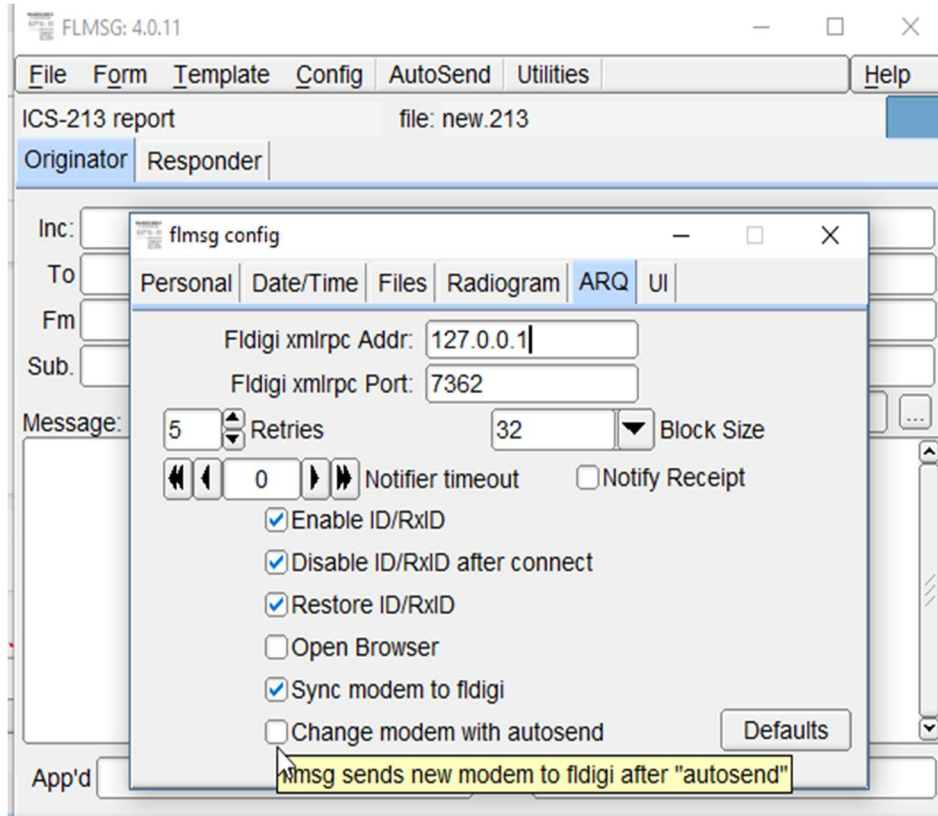 FLMSG: 4.0.11
File Form Template Config AutoSend Utilities Help
ICS-213 report file: new.213
Originator Responder
Inc:
To
Fm
Sub.
Message:
...
flmsg config
Personal Date/Time Files Radiogram ARQ UI
Fldigi xmlrpc Addr: 127.0.0.1
Fldigi xmlrpc Port: 7362
5 Retries 32 Block Size
0 Notifier timeout Notify Receipt
Enable ID/RxID
Disable ID/RxID after connect
Restore ID/RxID
Open Browser
Sync modem to fldigi
Change modem with autosend Defaults
sends new modem to fldigi after "autosend"
App'd